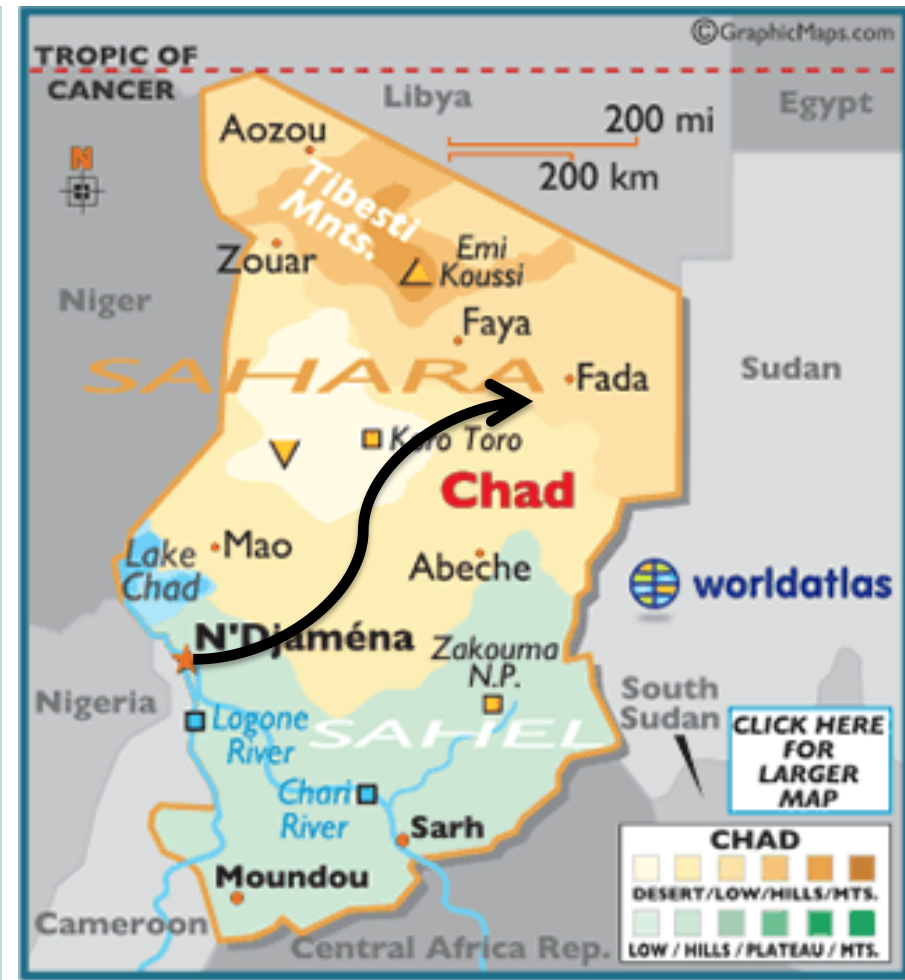 ©GraphicMaps.com
TROPIC OF
CANCER
Libya
Egypt
Aozou
200 mi
200 km
N
Tibesti
Mnts.
Zouar
Emi
Koussi
Niger
Faya
SAHARA
Fada
Sudan
Koro Toro
Chad
Lake
Chad
Mao
Abeche
worldatlas
N'Djaména
Zakouma
N.P.
Nigeria
Logone
River
SAHEL
South
Sudan
CLICK HERE
FOR
LARGER
MAP
Chari
River
Sarh
Moundou
Cameroon
Central Africa Rep.
CHAD
DESERT/LOW/HILLS/MTS.
LOW / HILLS / PLATEAU / MTS.